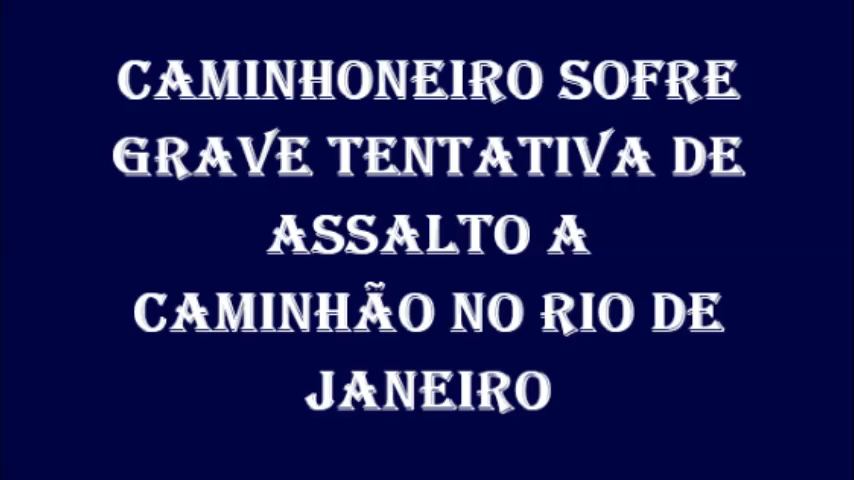 CAMINHONEIRO SOFRE
GRAVE TENTATIVA DE
ASSALTO A
CAMINHÃO NO RIO DE
JANEIRO